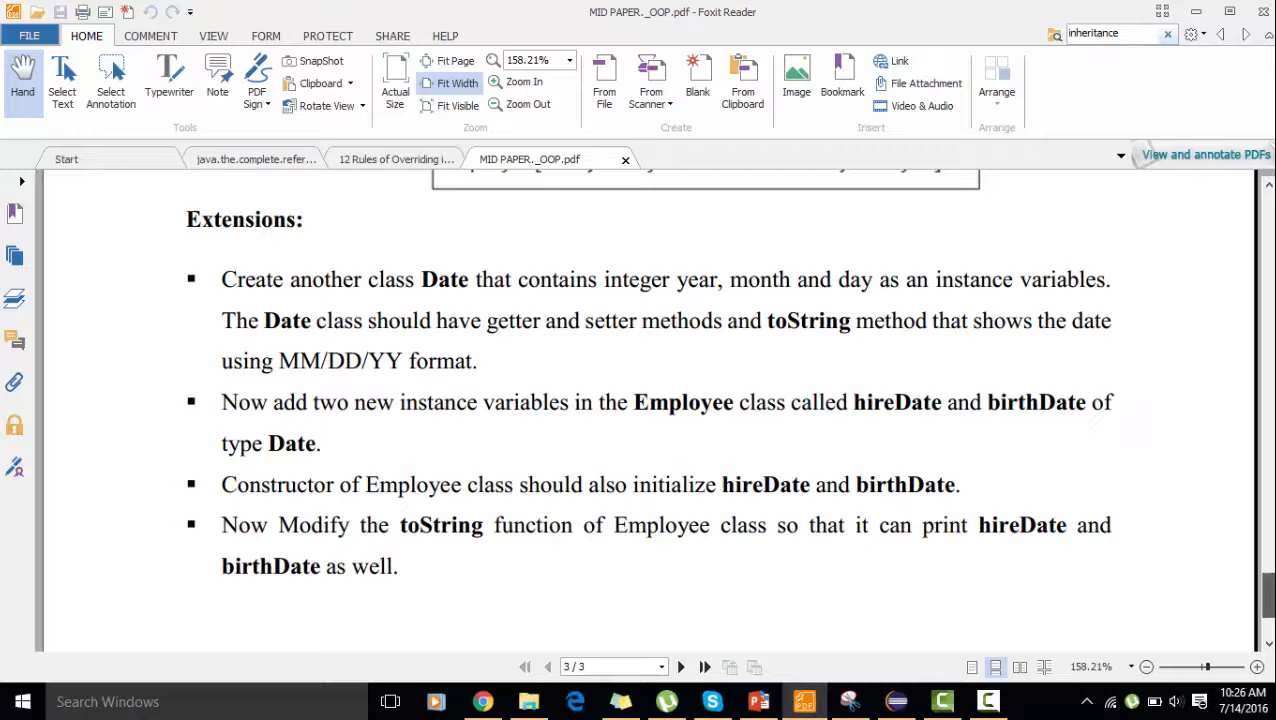 MID PAPER._OOP.pdf - Foxit Reader
FILE HOME COMMENT VIEW FORM PROTECT SHARE HELP
inheritance
Hand
Select Text
Select Annotation
Typewriter
Note
PDF Sign
SnapShot
Clipboard
Rotate View
Tools
Actual Size
Fit Page
Fit Width
Fit Visible
158.21%
Zoom In
Zoom Out
Zoom
From File
From Scanner
Blank
From Clipboard
Create
Image
Bookmark
Link
File Attachment
Video & Audio
Insert
Arrange
Arrange
Start
java.the.complete.refer...
12 Rules of Overriding i...
MID PAPER._OOP.pdf
View and annotate PDFs
Extensions:
▪ Create another class Date that contains integer year, month and day as an instance variables.
The Date class should have getter and setter methods and toString method that shows the date
using MM/DD/YY format.
▪ Now add two new instance variables in the Employee class called hireDate and birthDate of
type Date.
▪ Constructor of Employee class should also initialize hireDate and birthDate.
▪ Now Modify the toString function of Employee class so that it can print hireDate and
birthDate as well.
3 / 3
158.21%
Search Windows
10:26 AM
7/14/2016